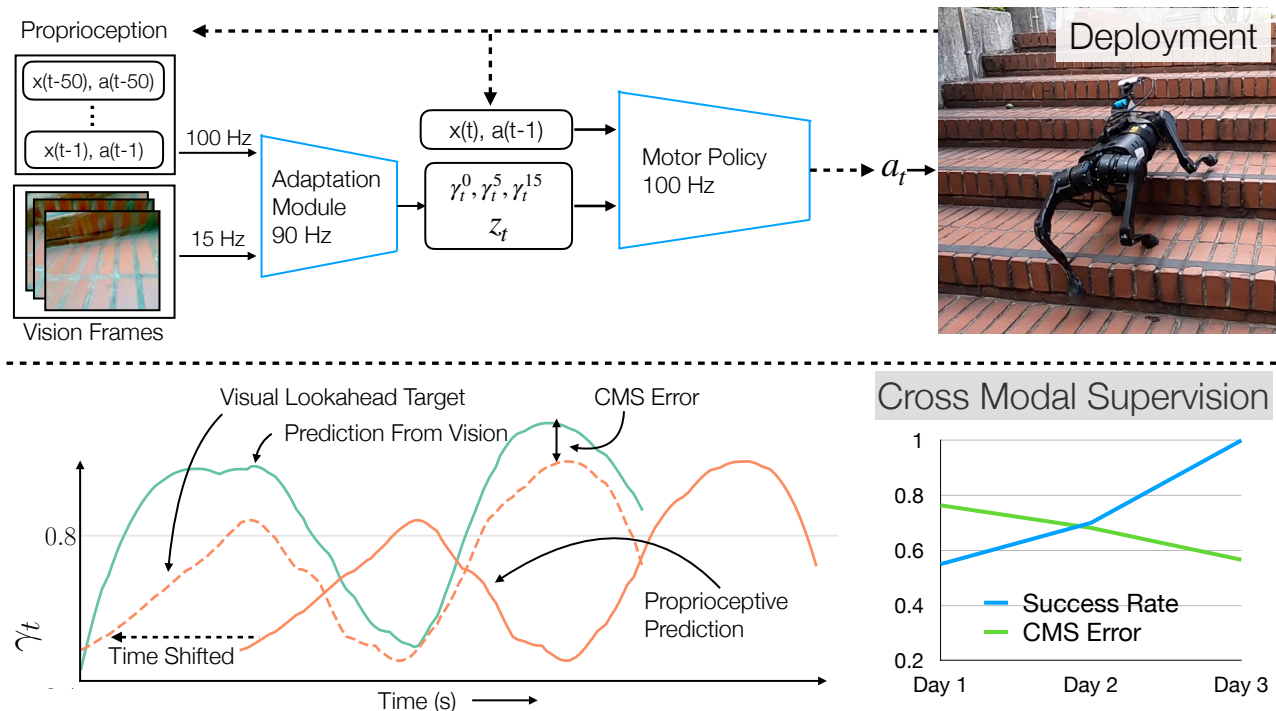 Proprioception
x(t-50), a(t-50)
x(t-1), a(t-1)
100 Hz
15 Hz
Vision Frames
Adaptation
Module
90 Hz
x(t), a(t-1)
γ_t^0, γ_t^5, γ_t^15
z_t
Motor Policy
100 Hz
a_t
Deployment
Visual Lookahead Target
Prediction From Vision
CMS Error
0.8
γ_t
Time Shifted
Proprioceptive
Prediction
Time (s)
Cross Modal Supervision
1
0.8
0.6
0.4
0.2
Success Rate
CMS Error
Day 1
Day 2
Day 3